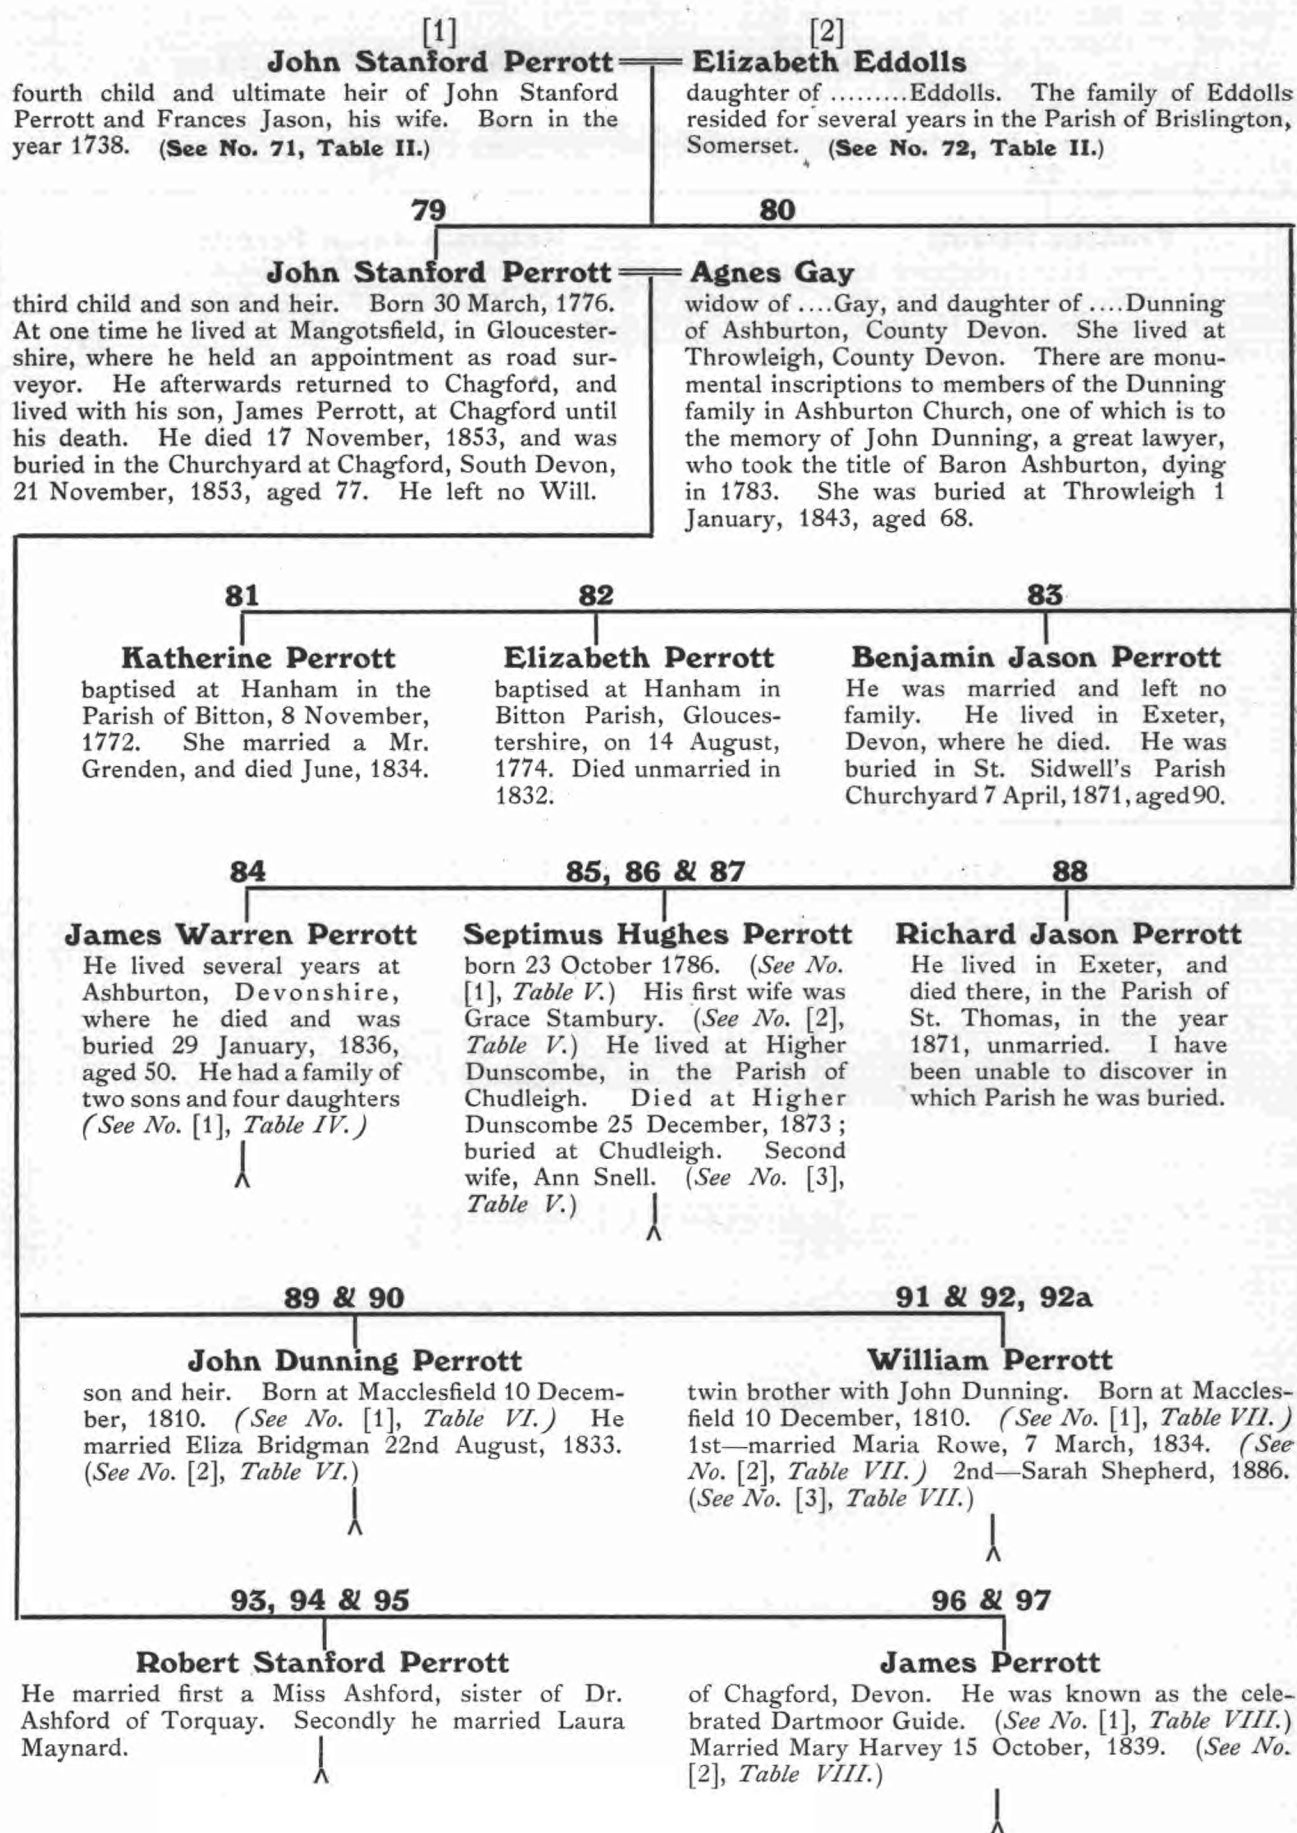 [1]
John Stanford Perrott
fourth child and ultimate heir of John Stanford
Perrott and Frances Jason, his wife. Born in the
year 1738. (See No. 71, Table II.)
[2]
Elizabeth Eddolls
daughter of .........Eddolls. The family of Eddolls
resided for several years in the Parish of Brislington,
Somerset. (See No. 72, Table II.)
79
John Stanford Perrott
third child and son and heir. Born 30 March, 1776.
At one time he lived at Mangotsfield, in Gloucester-
shire, where he held an appointment as road sur-
veyor. He afterwards returned to Chagford, and
lived with his son, James Perrott, at Chagford until
his death. He died 17 November, 1853, and was
buried in the Churchyard at Chagford, South Devon,
21 November, 1853, aged 77. He left no Will.
80
Agnes Gay
widow of ....Gay, and daughter of ....Dunning
of Ashburton, County Devon. She lived at
Throwleigh, County Devon. There are monu-
mental inscriptions to members of the Dunning
family in Ashburton Church, one of which is to
the memory of John Dunning, a great lawyer,
who took the title of Baron Ashburton, dying
in 1783. She was buried at Throwleigh 1
January, 1843, aged 68.
81
Katherine Perrott
baptised at Hanham in the
Parish of Bitton, 8 November,
1772. She married a Mr.
Grenden, and died June, 1834.
82
Elizabeth Perrott
baptised at Hanham in
Bitton Parish, Glouces-
tershire, on 14 August,
1774. Died unmarried in
1832.
83
Benjamin Jason Perrott
He was married and left no
family. He lived in Exeter,
Devon, where he died. He was
buried in St. Sidwell's Parish
Churchyard 7 April, 1871, aged 90.
84
James Warren Perrott
He lived several years at
Ashburton, Devonshire,
where he died and was
buried 29 January, 1836,
aged 50. He had a family of
two sons and four daughters
(See No. [1], Table IV.)
85, 86 & 87
Septimus Hughes Perrott
born 23 October 1786. (See No.
[1], Table V.) His first wife was
Grace Stambury. (See No. [2],
Table V.) He lived at Higher
Dunscombe, in the Parish of
Chudleigh. Died at Higher
Dunscombe 25 December, 1873 ;
buried at Chudleigh. Second
wife, Ann Snell. (See No. [3],
Table V.)
88
Richard Jason Perrott
He lived in Exeter, and
died there, in the Parish of
St. Thomas, in the year
1871, unmarried. I have
been unable to discover in
which Parish he was buried.
89 & 90
John Dunning Perrott
son and heir. Born at Macclesfield 10 Decem-
ber, 1810. (See No. [1], Table VI.) He
married Eliza Bridgman 22nd August, 1833.
(See No. [2], Table VI.)
91 & 92, 92a
William Perrott
twin brother with John Dunning. Born at Maccles-
field 10 December, 1810. (See No. [1], Table VII.)
1st—married Maria Rowe, 7 March, 1834. (See
No. [2], Table VII.) 2nd—Sarah Shepherd, 1886.
(See No. [3], Table VII.)
93, 94 & 95
Robert Stanford Perrott
He married first a Miss Ashford, sister of Dr.
Ashford of Torquay. Secondly he married Laura
Maynard.
96 & 97
James Perrott
of Chagford, Devon. He was known as the cele-
brated Dartmoor Guide. (See No. [1], Table VIII.)
Married Mary Harvey 15 October, 1839. (See No.
[2], Table VIII.)